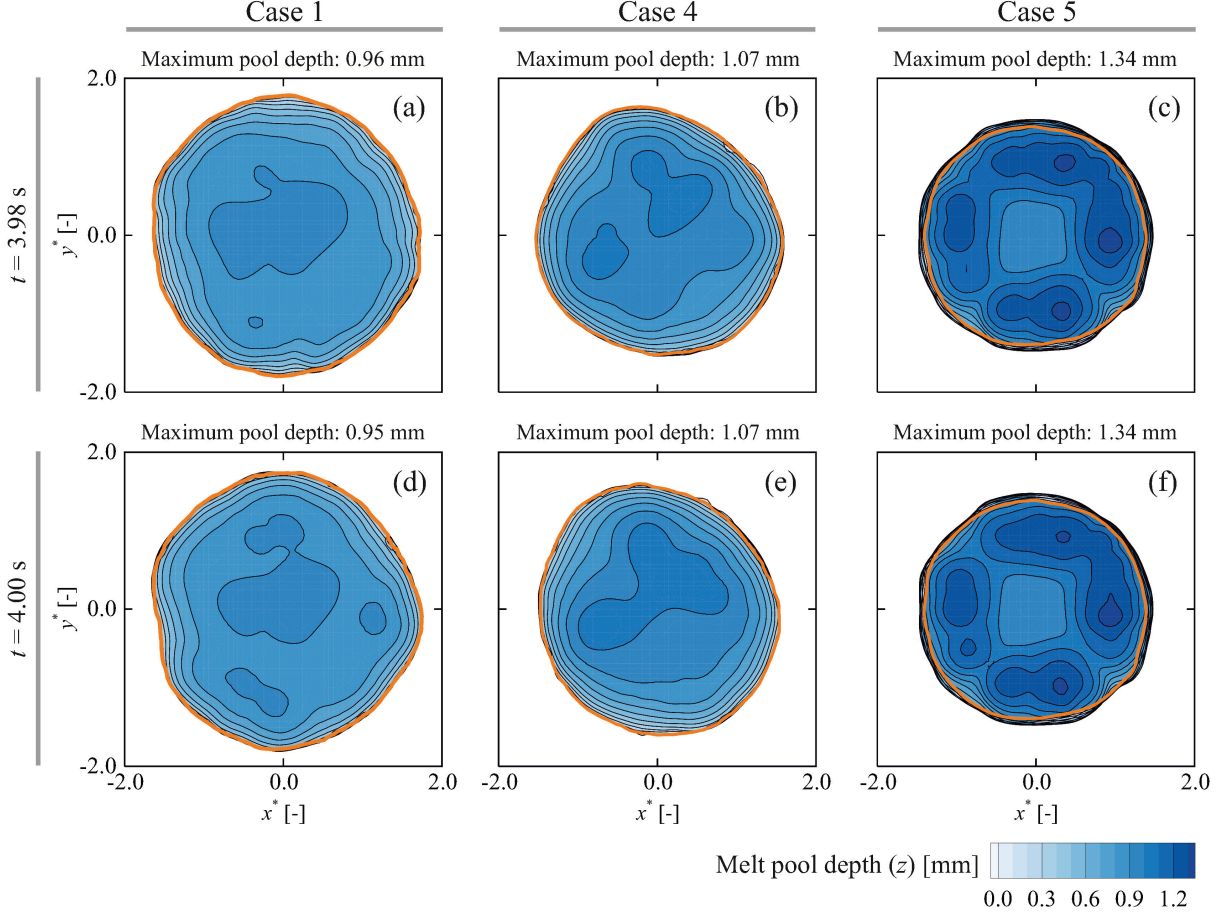 Case 1 Case 4 Case 5
Maximum pool depth: 0.96 mm Maximum pool depth: 1.07 mm Maximum pool depth: 1.34 mm
2.0 (a) (b) (c)
t = 3.98 s
y* [-] 0.0
-2.0
Maximum pool depth: 0.95 mm Maximum pool depth: 1.07 mm Maximum pool depth: 1.34 mm
2.0 (d) (e) (f)
t = 4.00 s
y* [-] 0.0
-2.0
-2.0 0.0 2.0 -2.0 0.0 2.0 -2.0 0.0 2.0
x* [-] x* [-] x* [-]
Melt pool depth (z) [mm]
0.0 0.3 0.6 0.9 1.2